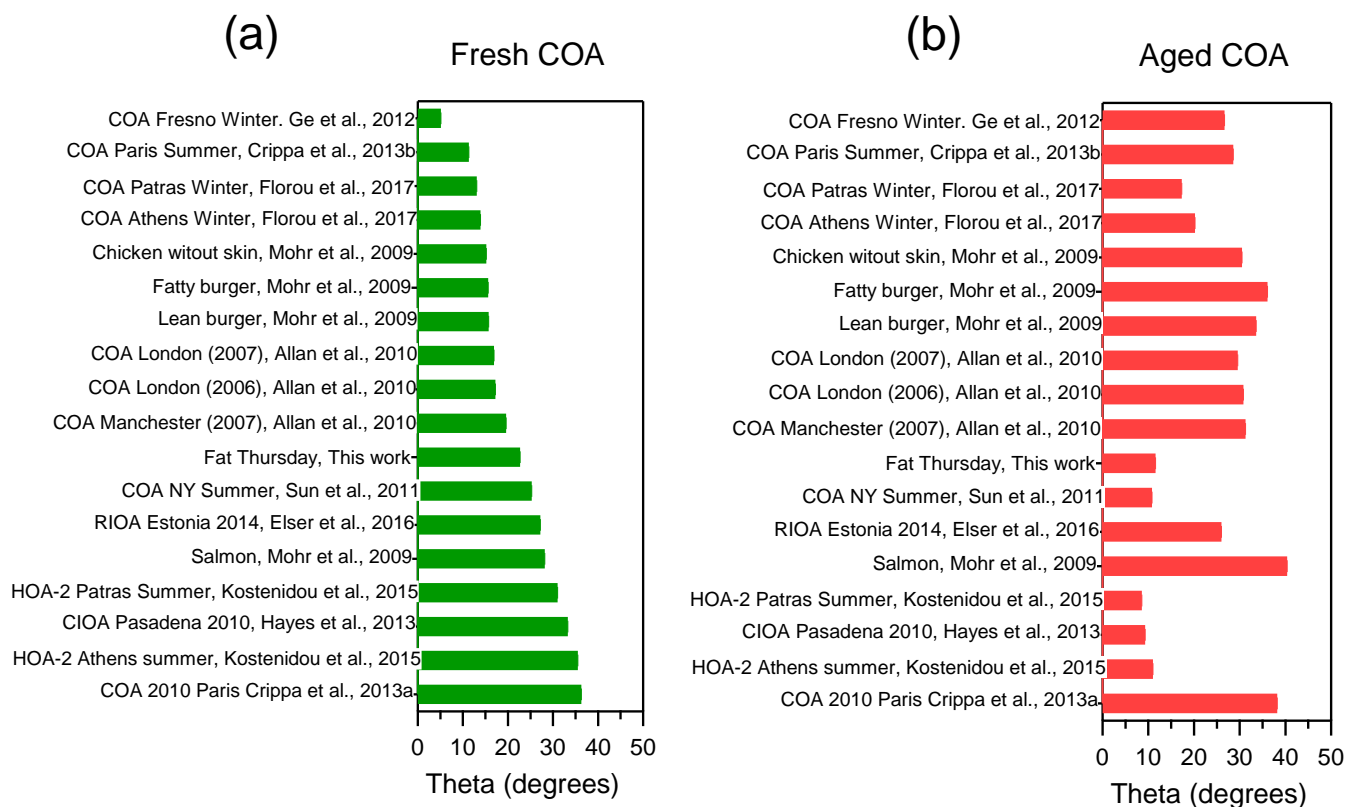 (a)
Fresh COA
COA Fresno Winter. Ge et al., 2012
COA Paris Summer, Crippa et al., 2013b
COA Patras Winter, Florou et al., 2017
COA Athens Winter, Florou et al., 2017
Chicken witout skin, Mohr et al., 2009
Fatty burger, Mohr et al., 2009
Lean burger, Mohr et al., 2009
COA London (2007), Allan et al., 2010
COA London (2006), Allan et al., 2010
COA Manchester (2007), Allan et al., 2010
Fat Thursday, This work
COA NY Summer, Sun et al., 2011
RIOA Estonia 2014, Elser et al., 2016
Salmon, Mohr et al., 2009
HOA-2 Patras Summer, Kostenidou et al., 2015
CIOA Pasadena 2010, Hayes et al., 2013
HOA-2 Athens summer, Kostenidou et al., 2015
COA 2010 Paris Crippa et al., 2013a
0 10 20 30 40 50
Theta (degrees)
(b)
Aged COA
COA Fresno Winter. Ge et al., 2012
COA Paris Summer, Crippa et al., 2013b
COA Patras Winter, Florou et al., 2017
COA Athens Winter, Florou et al., 2017
Chicken witout skin, Mohr et al., 2009
Fatty burger, Mohr et al., 2009
Lean burger, Mohr et al., 2009
COA London (2007), Allan et al., 2010
COA London (2006), Allan et al., 2010
COA Manchester (2007), Allan et al., 2010
Fat Thursday, This work
COA NY Summer, Sun et al., 2011
RIOA Estonia 2014, Elser et al., 2016
Salmon, Mohr et al., 2009
HOA-2 Patras Summer, Kostenidou et al., 2015
CIOA Pasadena 2010, Hayes et al., 2013
HOA-2 Athens summer, Kostenidou et al., 2015
COA 2010 Paris Crippa et al., 2013a
0 10 20 30 40 50
Theta (degrees)